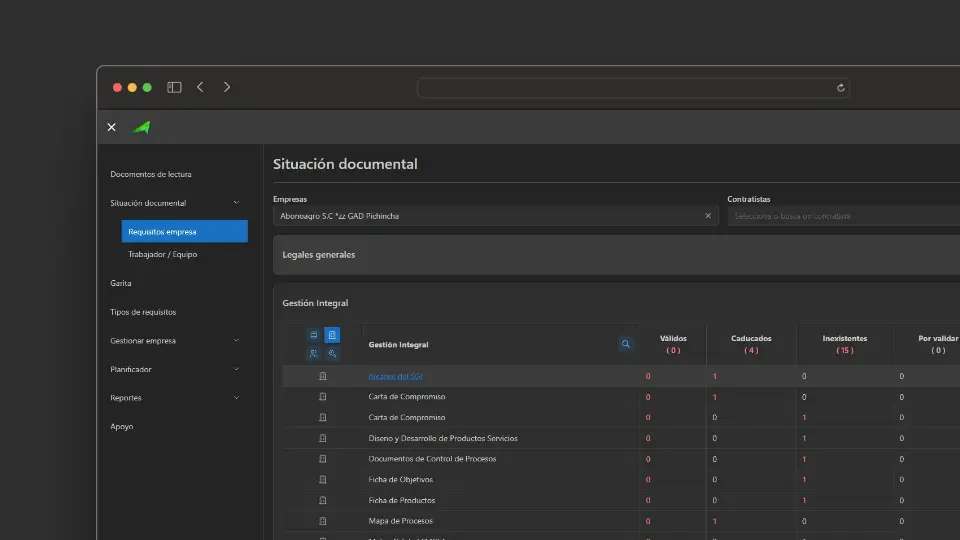 Documentos de lectura
Situación documental
Requisitos empresa
Trabajador / Equipo
Garita
Tipos de requisitos
Gestionar empresa
Planificador
Reportes
Apoyo
Situación documental
Empresas
Abonoagro S.C *zz GAD Pichincha
Contratistas
Selecciona o busca un contratista
Legales generales
Gestión Integral
Gestión Integral Válidos ( 0 ) Caducados ( 4 ) Inexistentes ( 15 ) Por validar ( 0 )
Alcance del SGI 0 1 0 0
Carta de Compromiso 0 1 0 0
Carta de Compromiso 0 0 1 0
Diseno y Desarrollo de Productos Servicios 0 0 1 0
Documentos de Control de Procesos 0 0 1 0
Ficha de Objetivos 0 0 1 0
Ficha de Productos 0 0 1 0
Mapa de Procesos 0 1 0 0